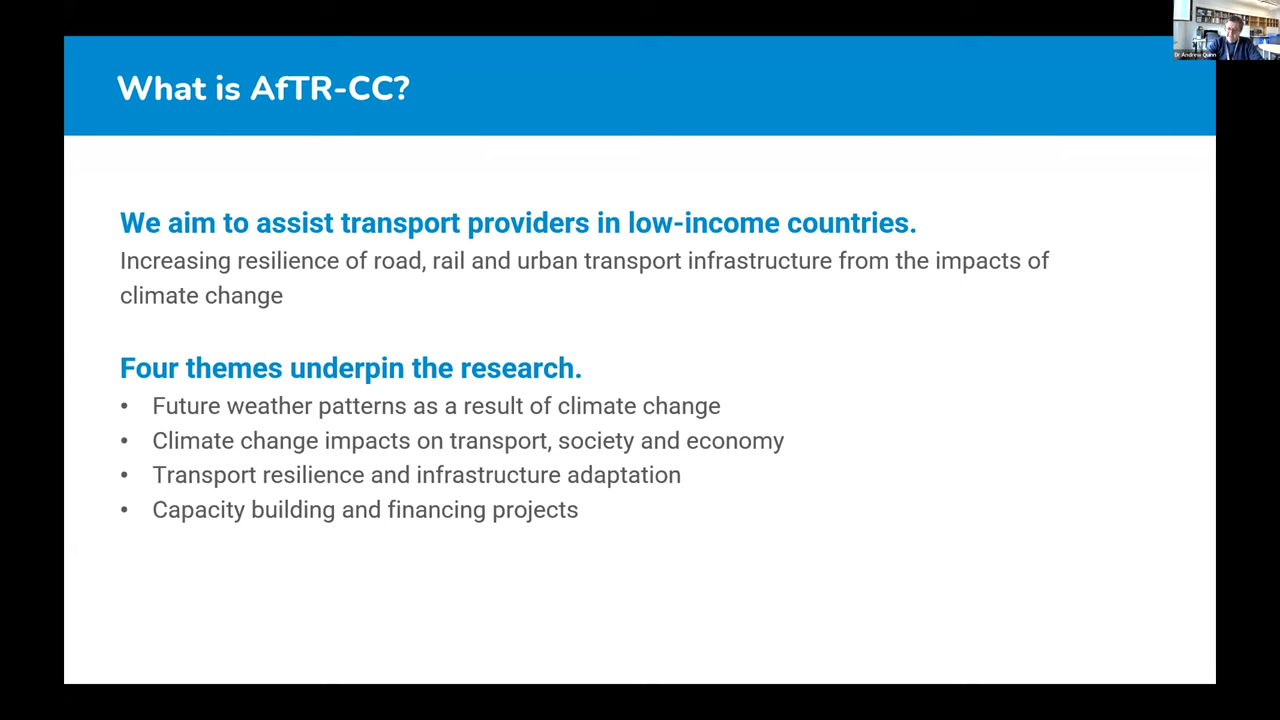 What is AfTR-CC?
Dr Andrew Quinn
We aim to assist transport providers in low-income countries.
Increasing resilience of road, rail and urban transport infrastructure from the impacts of
climate change
Four themes underpin the research.
• Future weather patterns as a result of climate change
• Climate change impacts on transport, society and economy
• Transport resilience and infrastructure adaptation
• Capacity building and financing projects